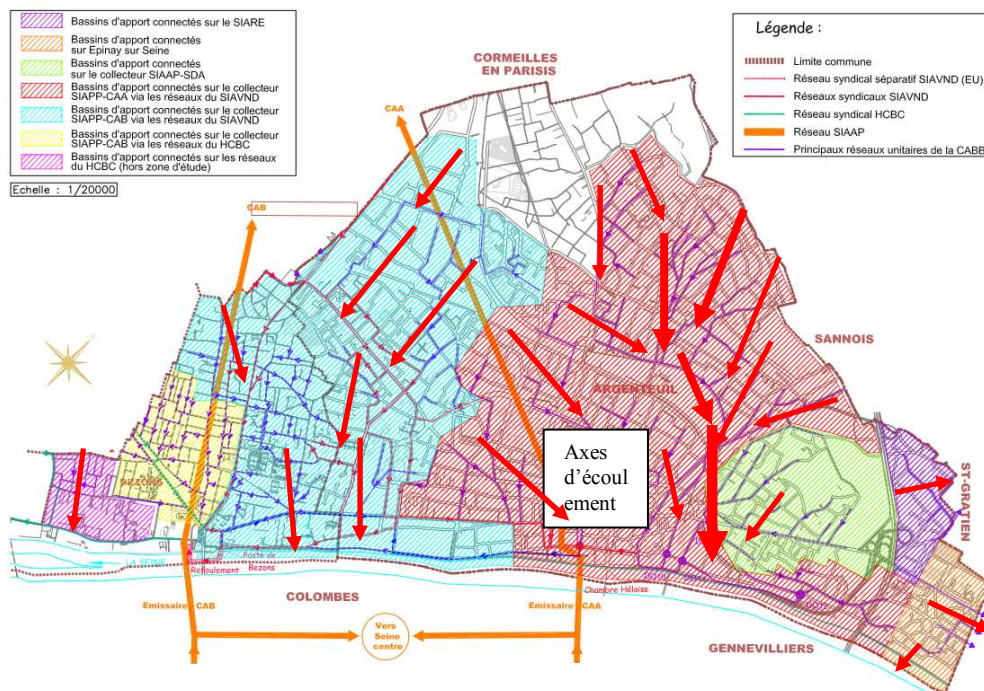 Bassins d'apport connectés sur le SIARE
Bassins d'apport connectés
sur Epinay sur Seine
Bassins d'apport connectés
sur le collecteur SIAAP-SDA
Bassins d'apport connectés sur le collecteur
SIAPP-CAA via les réseaux du SIAVND
Bassins d'apport connectés sur le collecteur
SIAPP-CAB via les réseaux du SIAVND
Bassins d'apport connectés sur le collecteur
SIAPP-CAB via les réseaux du HCBC
Bassins d'apport connectés sur les réseaux
du HCBC (hors zone d'étude)
Echelle : 1/20000
Légende :
Limite commune
Réseau syndical séparatif SIAVND (EU)
Réseaux syndicaux SIAVND
Réseau syndical HCBC
Réseau SIAAP
Principaux réseaux unitaires de la CABB
CORMEILLES
EN PARISIS
CAA
CAB
SANNOIS
ARGENTEUIL
Axes
d'écoul
ement
ST-GRATIEN
BEZONS
Poste de
Bezons
Refoulement
COLOMBES
Chambre Héloïse
Emissaire CAB
Emissaire CAA
Vers
Seine
centre
GENNEVILLIERS